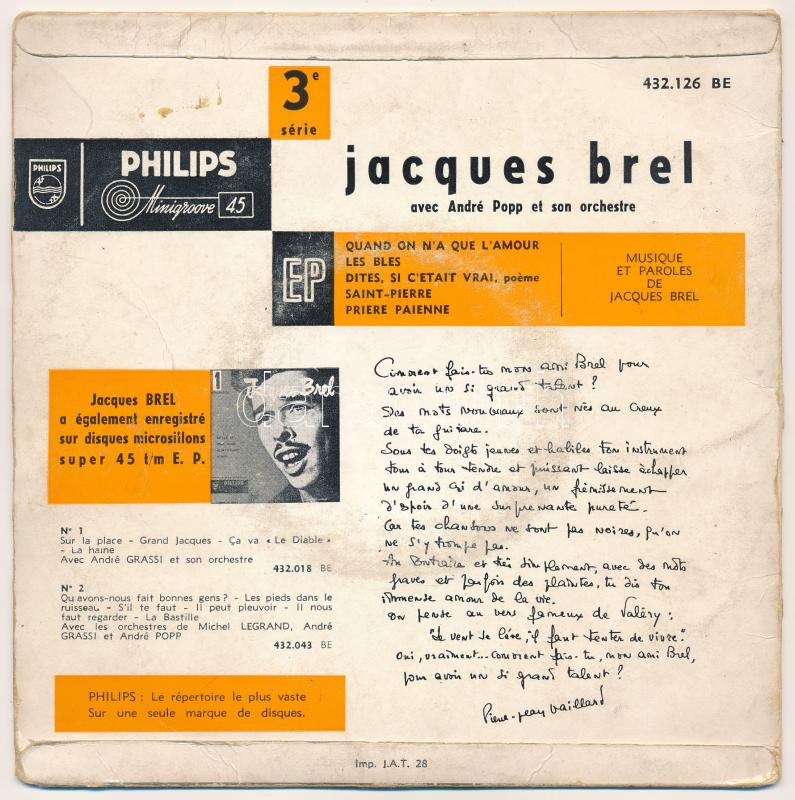 3e
série
432.126 BE
PHILIPS
PHILIPS
Minigroove 45
jacques brel
avec André Popp et son orchestre
EP
QUAND ON N'A QUE L'AMOUR
LES BLES
DITES, SI C'ETAIT VRAI, poème
SAINT-PIERRE
PRIERE PAIENNE
MUSIQUE
ET PAROLES
DE
JACQUES BREL
Jacques BREL
a également enregistré
sur disques microsillons
super 45 t/m E. P.
1
Jacques Brel
PHILIPS
N° 1
Sur la place - Grand Jacques - Ça va « Le Diable »
- La haine
Avec André GRASSI et son orchestre
432.018 BE
N° 2
Qu'avons-nous fait bonnes gens ? - Les pieds dans le
ruisseau - S'il te faut - Il peut pleuvoir - Il nous
faut regarder - La Bastille
Avec les orchestres de Michel LEGRAND, André
GRASSI et André POPP
432.043 BE
PHILIPS : Le répertoire le plus vaste
Sur une seule marque de disques.
Comment fais-tu mon ami Brel pour
avoir un si grand talent ?
Des mots nouveaux sont nés au creux
de ta guitare.
Sous tes doigts jeunes et habiles ton instrument
tour à tour tendre et puissant laisse échapper
un grand cri d'amour, un frémissement
d'espoir d'une surprenante pureté.
Car tes chansons ne sont pas noires, qu'on
ne s'y trompe pas.
Au contraire et très simplement, avec des mots
graves et parfois des plaintes, tu dis ton
immense amour de la vie.
On pense au vers fameux de Valéry :
"Le vent se lève, il faut tenter de vivre".
Oui, vraiment... comment fais-tu, mon ami Brel,
pour avoir un si grand talent ?
Pierre-Jean Vaillard
Imp. J.A.T. 28